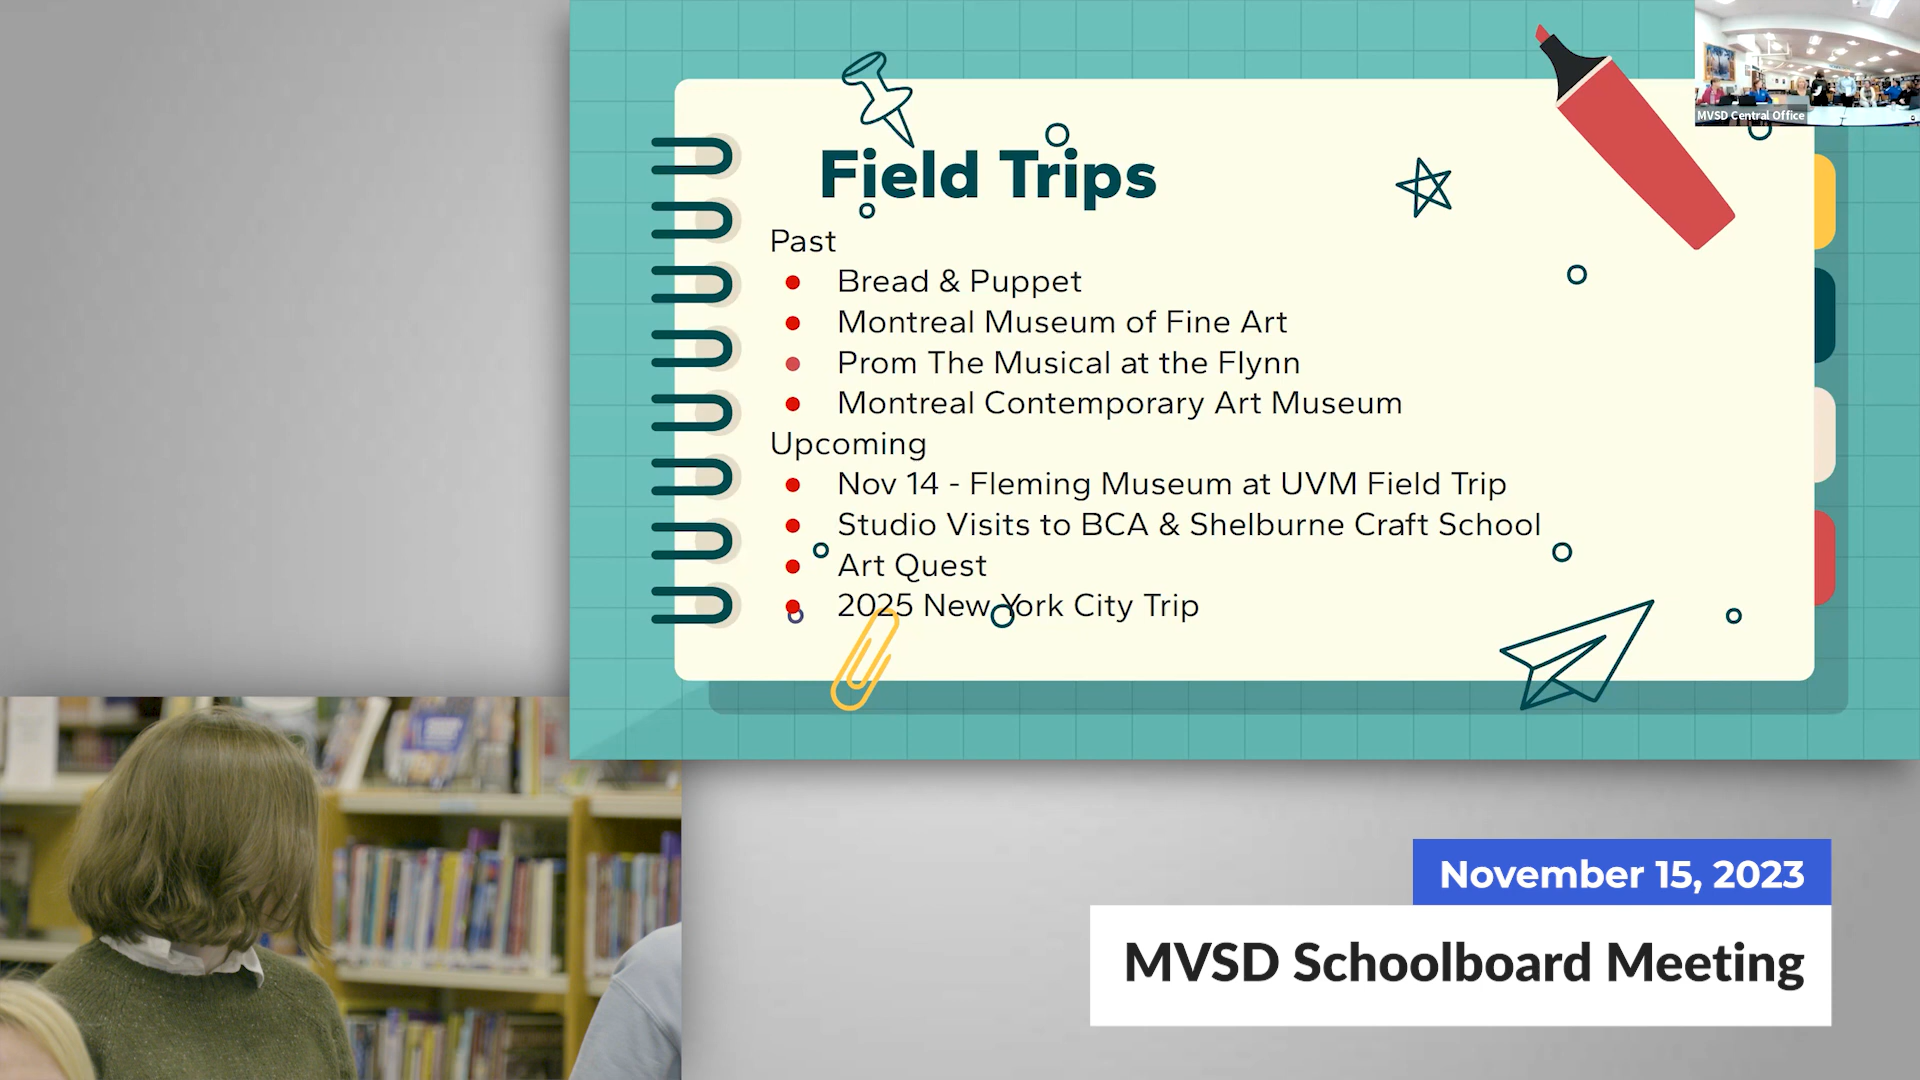 MVSD Central Office
Field Trips
Past
Bread & Puppet
Montreal Museum of Fine Art
Prom The Musical at the Flynn
Montreal Contemporary Art Museum
Upcoming
Nov 14 - Fleming Museum at UVM Field Trip
Studio Visits to BCA & Shelburne Craft School
Art Quest
2025 New York City Trip
November 15, 2023
MVSD Schoolboard Meeting